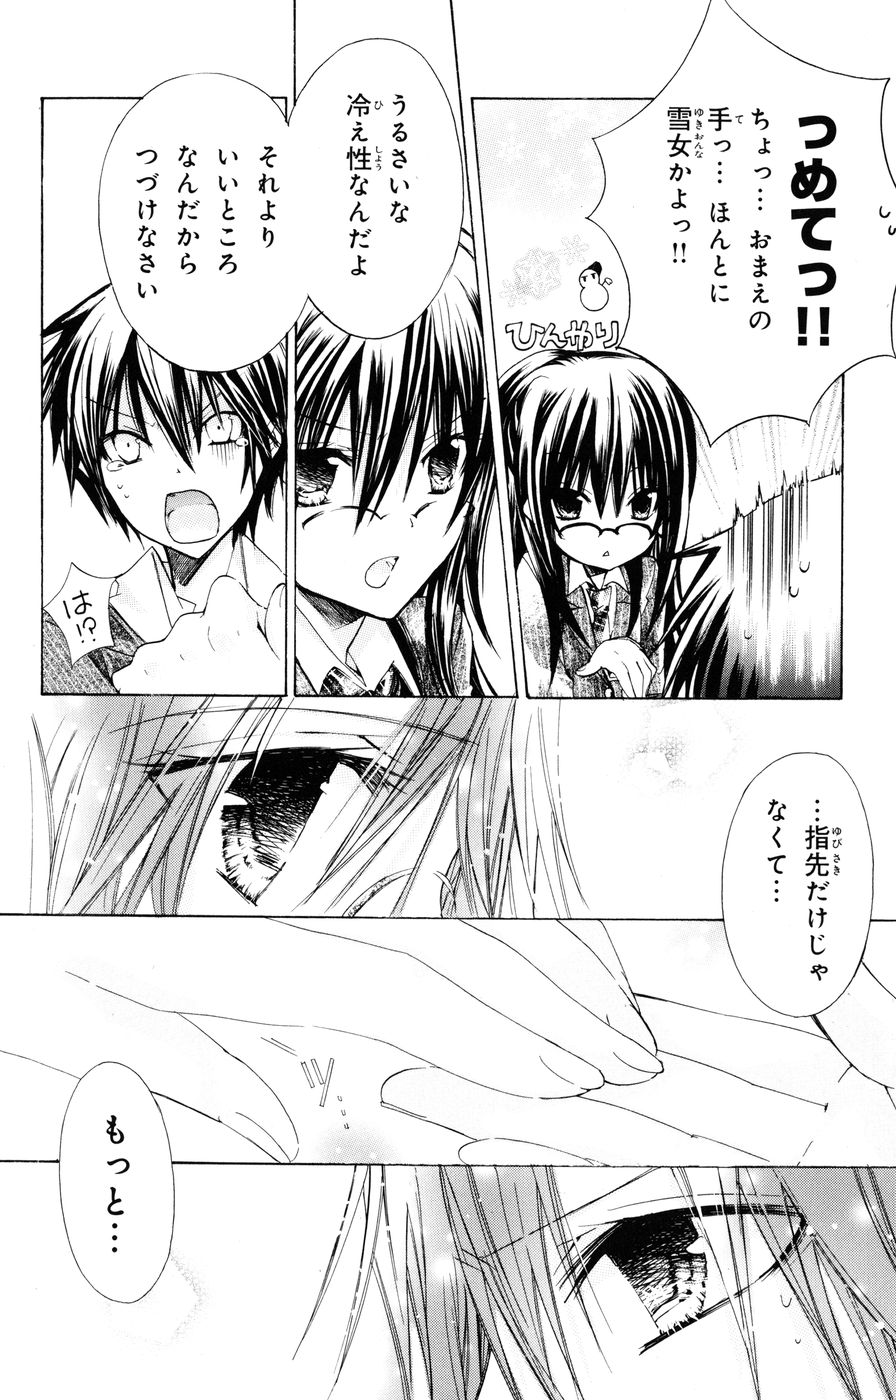 つめてっ!!
ちょっ…おまえの
手っ…ほんとに
雪女かよっ!!
ひんやり
うるさいな
冷え性なんだよ
それより
いいところ
なんだから
つづけなさい
は!?
…指先だけじゃ
なくて…
ツ…
もっと…